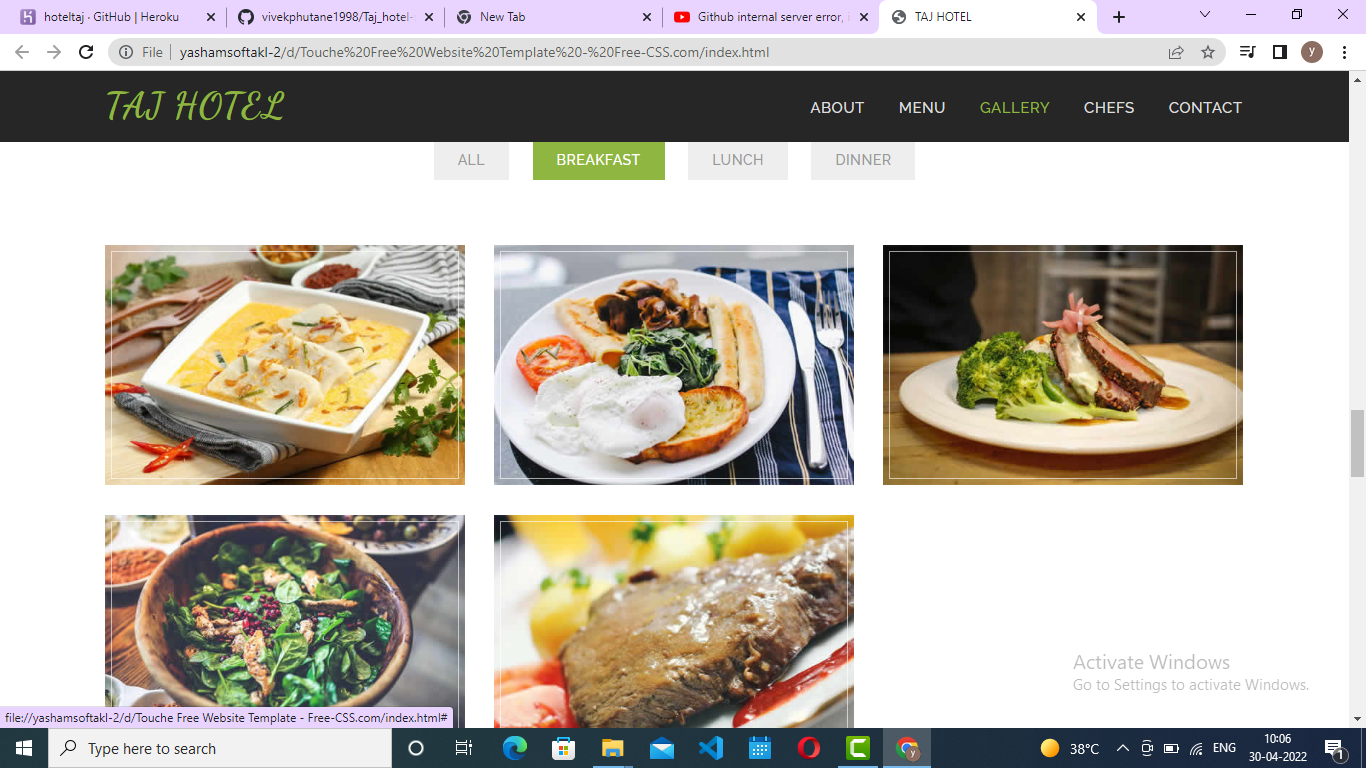 hoteltaj · GitHub | Heroku
vivekphutane1998/Taj_hotel-
New Tab
Github internal server error, i
TAJ HOTEL
File
yashamsoftakl-2/d/Touche%20Free%20Website%20Template%20-%20Free-CSS.com/index.html
y
TAJ HOTEL
ABOUT MENU GALLERY CHEFS CONTACT
ALL BREAKFAST LUNCH DINNER
Activate Windows
Go to Settings to activate Windows.
file://yashamsoftakl-2/d/Touche Free Website Template - Free-CSS.com/index.html#
Type here to search
y
38°C
ENG
10:06
30-04-2022
1